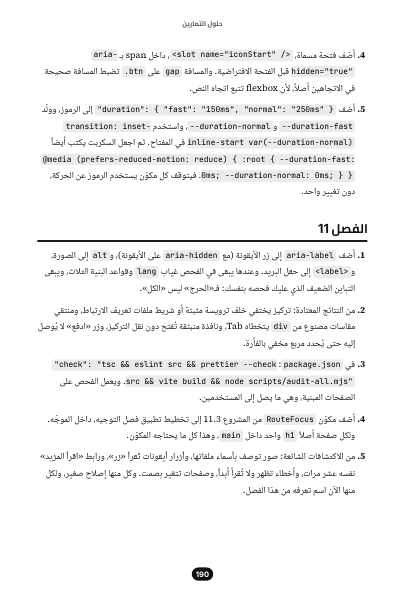 حلول التمارين
4. أضف فتحة مسماة، <slot name="iconStart" />، داخل span بـ aria-
hidden="true" قبل الفتحة الافتراضية. والمسافة gap على .btn تضبط المسافة صحيحة
في الاتجاهين أصلًا، لأن flexbox تتبع اتجاه النص.
5. أضف "duration": { "fast": "150ms", "normal": "250ms" } إلى الرموز، وولّد
--duration-fast و --duration-normal، واستخدم transition: inset-
inline-start var(--duration-normal) في المفتاح. ثم اجعل السكربت يكتب أيضًا
@media (prefers-reduced-motion: reduce) { :root { --duration-fast:
0ms; --duration-normal: 0ms; } }. فيتوقف كل مكوّن يستخدم الرموز عن الحركة،
دون تغيير واحد.
الفصل 11
1. أضف aria-label إلى زر الأيقونة (مع aria-hidden على الأيقونة)، و alt إلى الصورة،
و <label> إلى حقل البريد. وعندها يبقى في الفحص غياب lang وقواعد البنية المثلات، ويبقى
التباين الضعيف الذي عليك فحصه بنفسك: فـ«الحرج» ليس «الكل».
2. من النتائج المعتادة: تركيز يختفي خلف ترويسة مثبتة أو شريط ملفات تعريف الارتباط، ومنتقي
مقاسات مصنوع من div يتخطاه Tab، ونافذة منبثقة تُفتح دون نقل التركيز، وزر «ادفع» لا يُوصل
إليه حتى يُحدد مربع مخفي بالفأرة.
3. في package.json: "check": "tsc && eslint src && prettier --check
src && vite build && node scripts/audit-all.mjs". ويعمل الفحص على
الصفحات المبنية، وهي ما يصل إلى المستخدمين.
4. أضف مكوّن RouteFocus من المشروع 11.3 إلى تخطيط تطبيق فصل التوجيه، داخل الموجّه.
ولكل صفحة أصلًا h1 واحد داخل main، وهذا كل ما يحتاجه المكوّن.
5. من الاكتشافات الشائعة: صور توصف بأسماء ملفاتها، وأزرار أيقونات تُقرأ «زر»، ورابط «اقرأ المزيد»
نفسه عشر مرات، وأخطاء تظهر ولا تُقرأ أبدًا، وصفحات تتغير بصمت. وكل منها إصلاح صغير، ولكل
منها الآن اسم تعرفه من هذا الفصل.
190